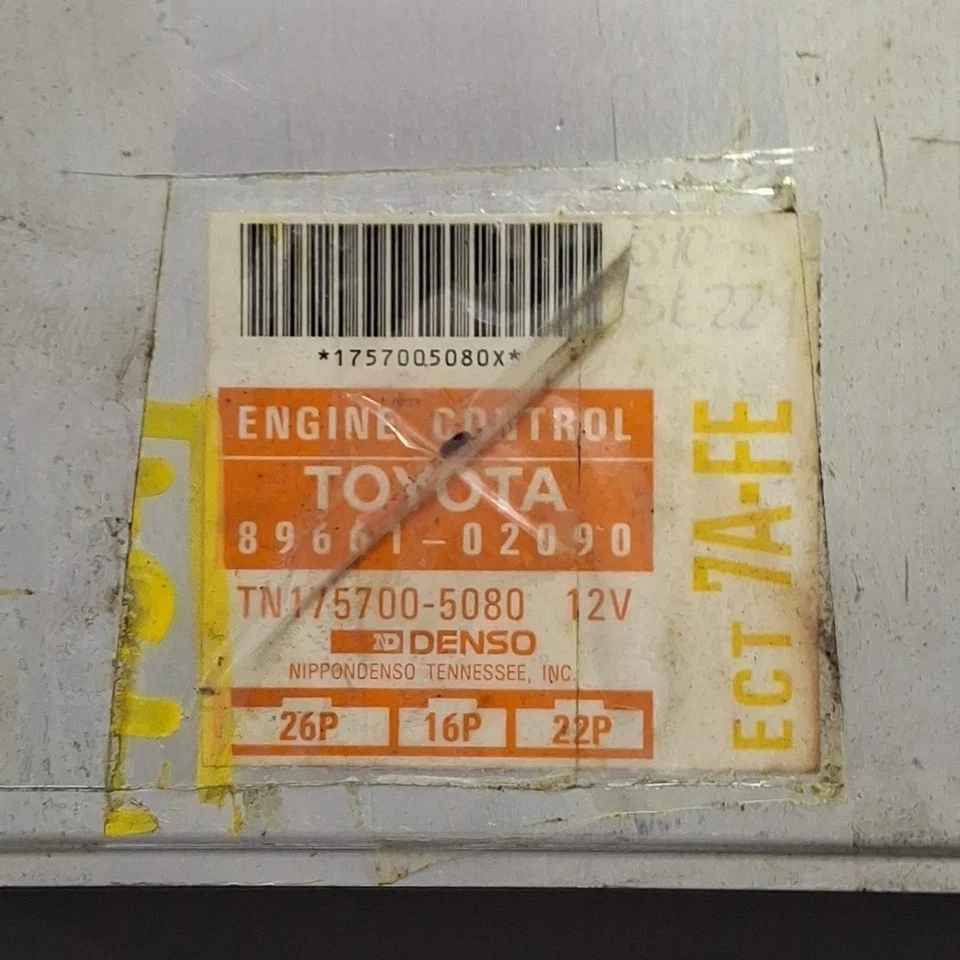 *1757005080X*
ENGINE CONTROL
TOYOTA
89661-02090
TN175700-5080 12V
ND DENSO
NIPPONDENSO TENNESSEE, INC.
26P 16P 22P
ECT 7A-FE